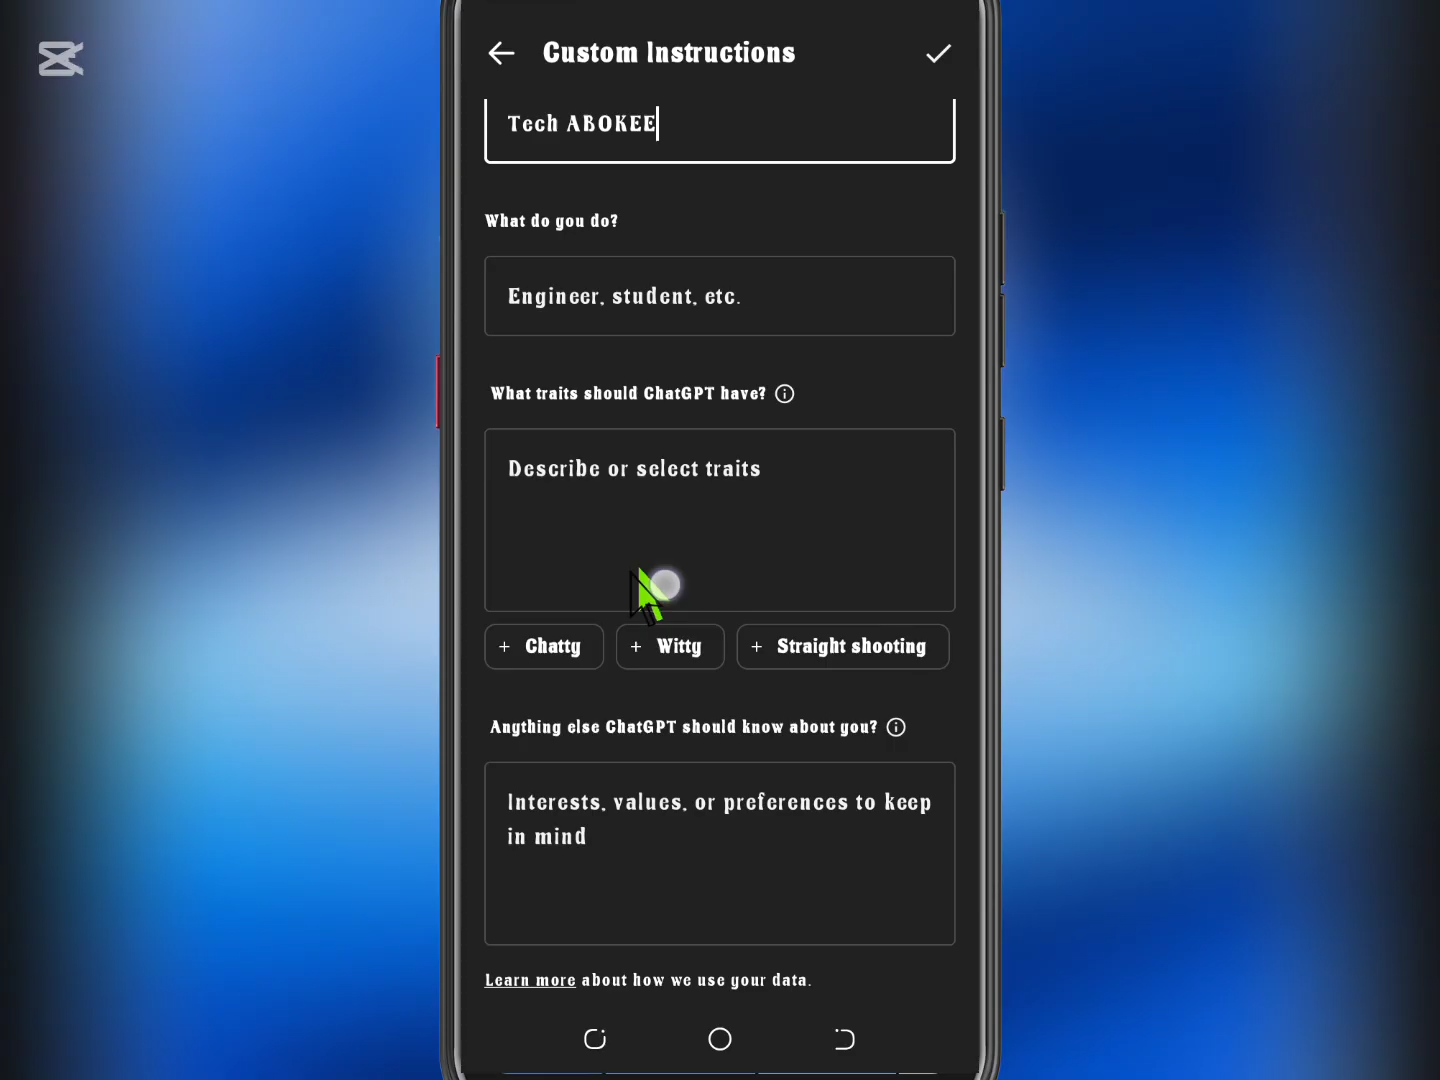 Custom Instructions
Tech ABOKEE
What do you do?
Engineer, student, etc.
What traits should ChatGPT have?
Describe or select traits
+ Chatty
+ Witty
+ Straight shooting
Anything else ChatGPT should know about you?
Interests, values, or preferences to keep
in mind
Learn more about how we use your data.